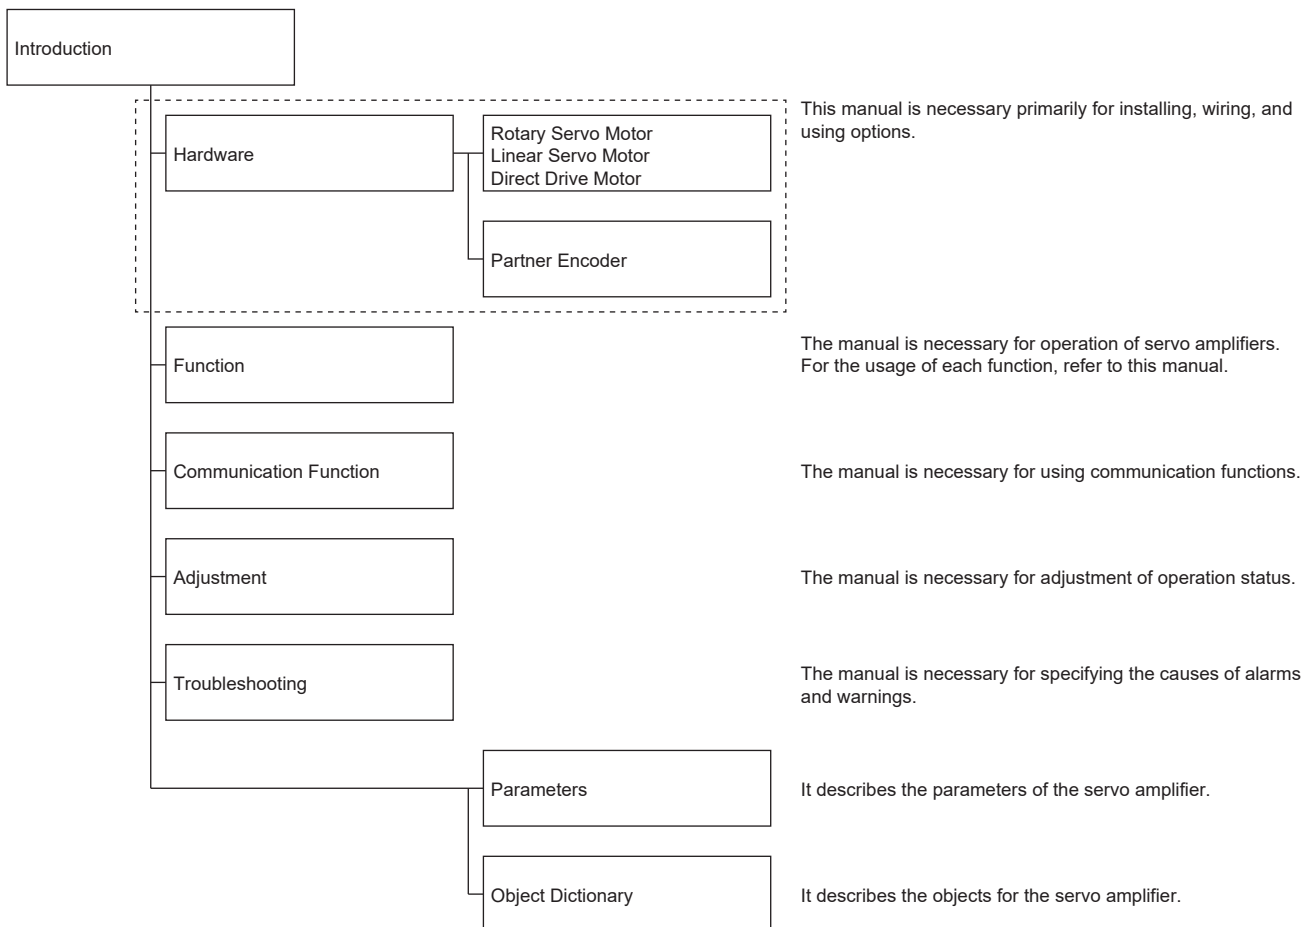 Introduction
Hardware
Rotary Servo Motor
Linear Servo Motor
Direct Drive Motor
Partner Encoder
This manual is necessary primarily for installing, wiring, and
using options.
Function
The manual is necessary for operation of servo amplifiers.
For the usage of each function, refer to this manual.
Communication Function
The manual is necessary for using communication functions.
Adjustment
The manual is necessary for adjustment of operation status.
Troubleshooting
The manual is necessary for specifying the causes of alarms
and warnings.
Parameters
It describes the parameters of the servo amplifier.
Object Dictionary
It describes the objects for the servo amplifier.